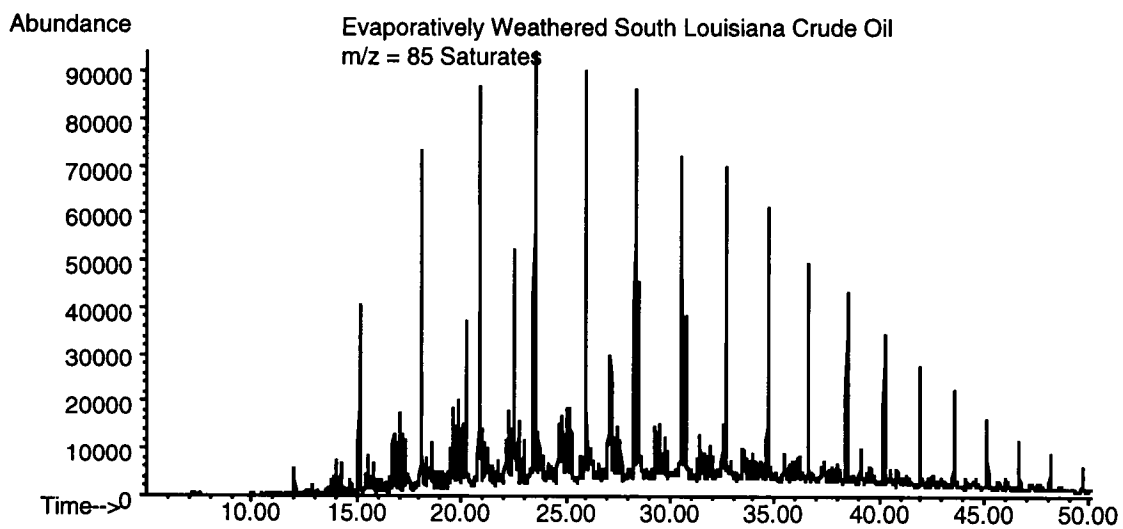 Abundance
Evaporatively Weathered South Louisiana Crude Oil
m/z = 85 Saturates
90000
80000
70000
60000
50000
40000
30000
20000
10000
0
Time-->
10.00 15.00 20.00 25.00 30.00 35.00 40.00 45.00 50.00